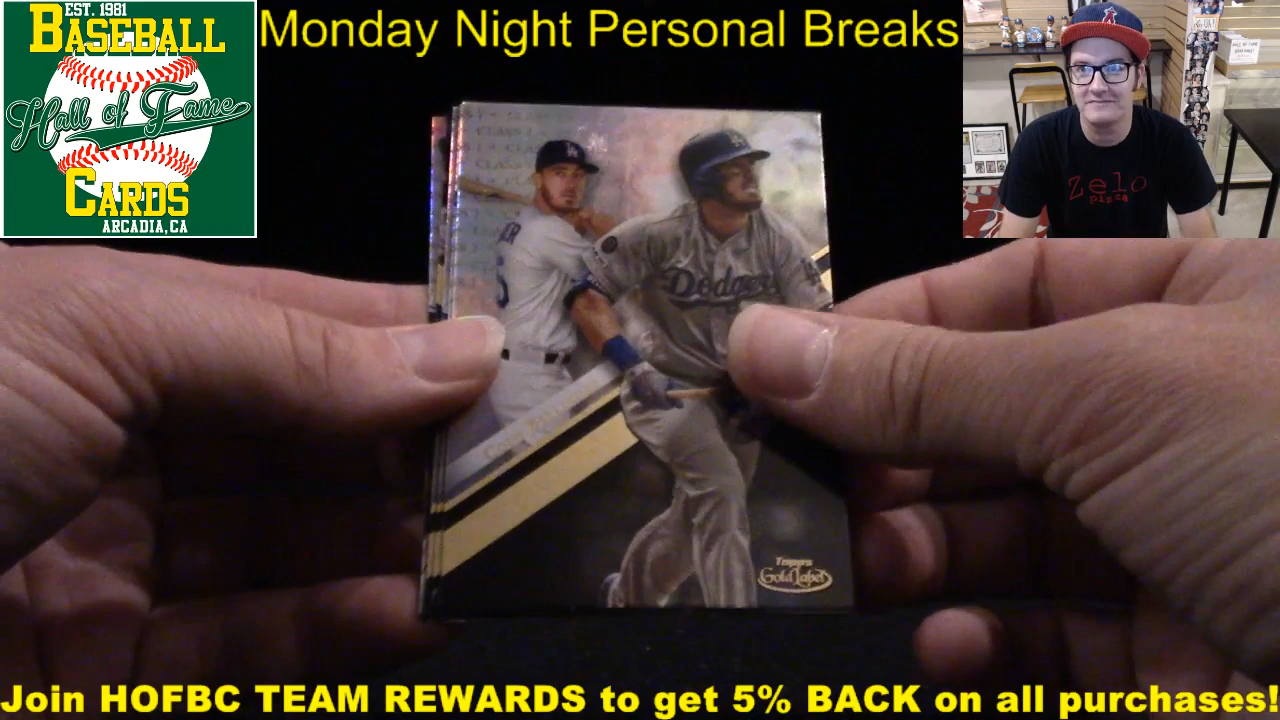 EST. 1981
BASEBALL
Hall of Fame
CARDS
ARCADIA, CA
Monday Night Personal Breaks
Zelo
pizza
Dodgers
Topps
Gold Label
Join HOFBC TEAM REWARDS to get 5% BACK on all purchases!